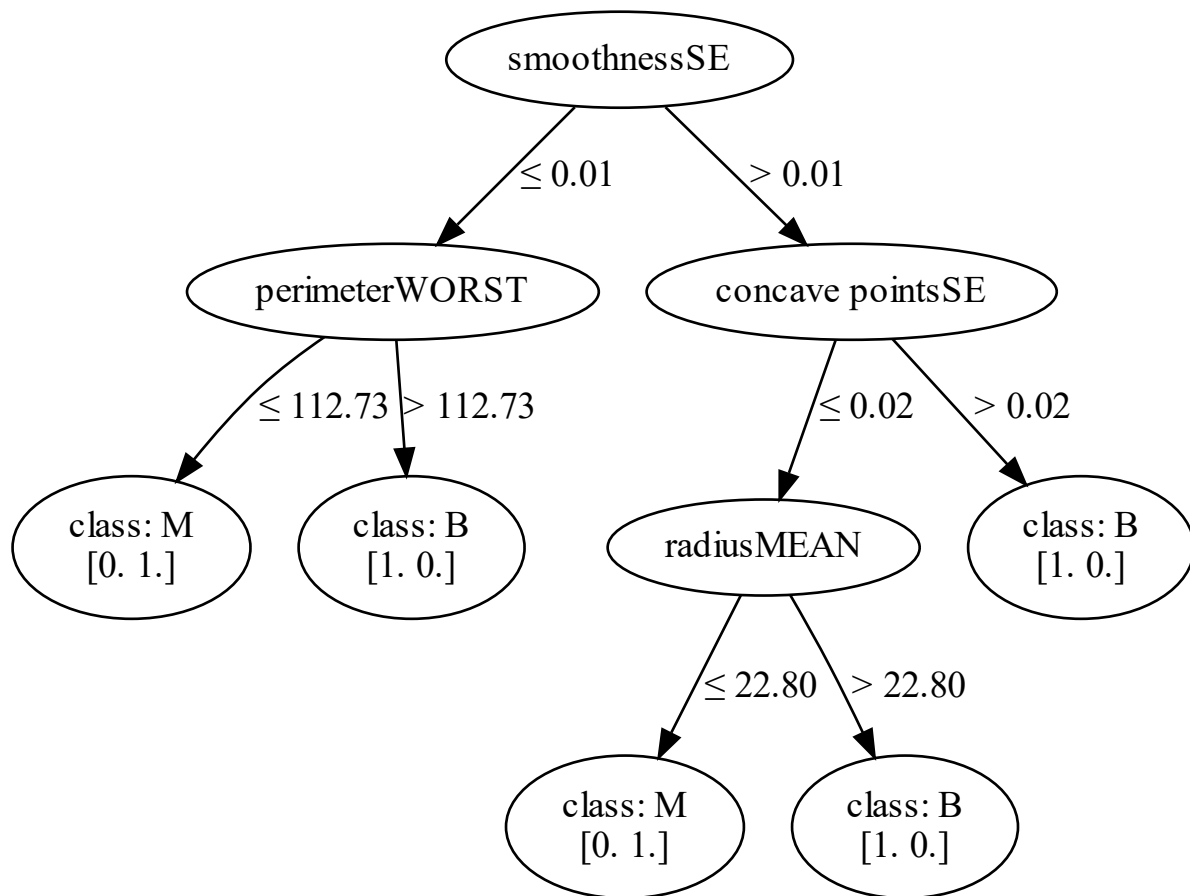 smoothnessSE
≤ 0.01
> 0.01
perimeterWORST
concave pointsSE
≤ 112.73
> 112.73
≤ 0.02
> 0.02
class: M
[0. 1.]
class: B
[1. 0.]
radiusMEAN
class: B
[1. 0.]
≤ 22.80
> 22.80
class: M
[0. 1.]
class: B
[1. 0.]